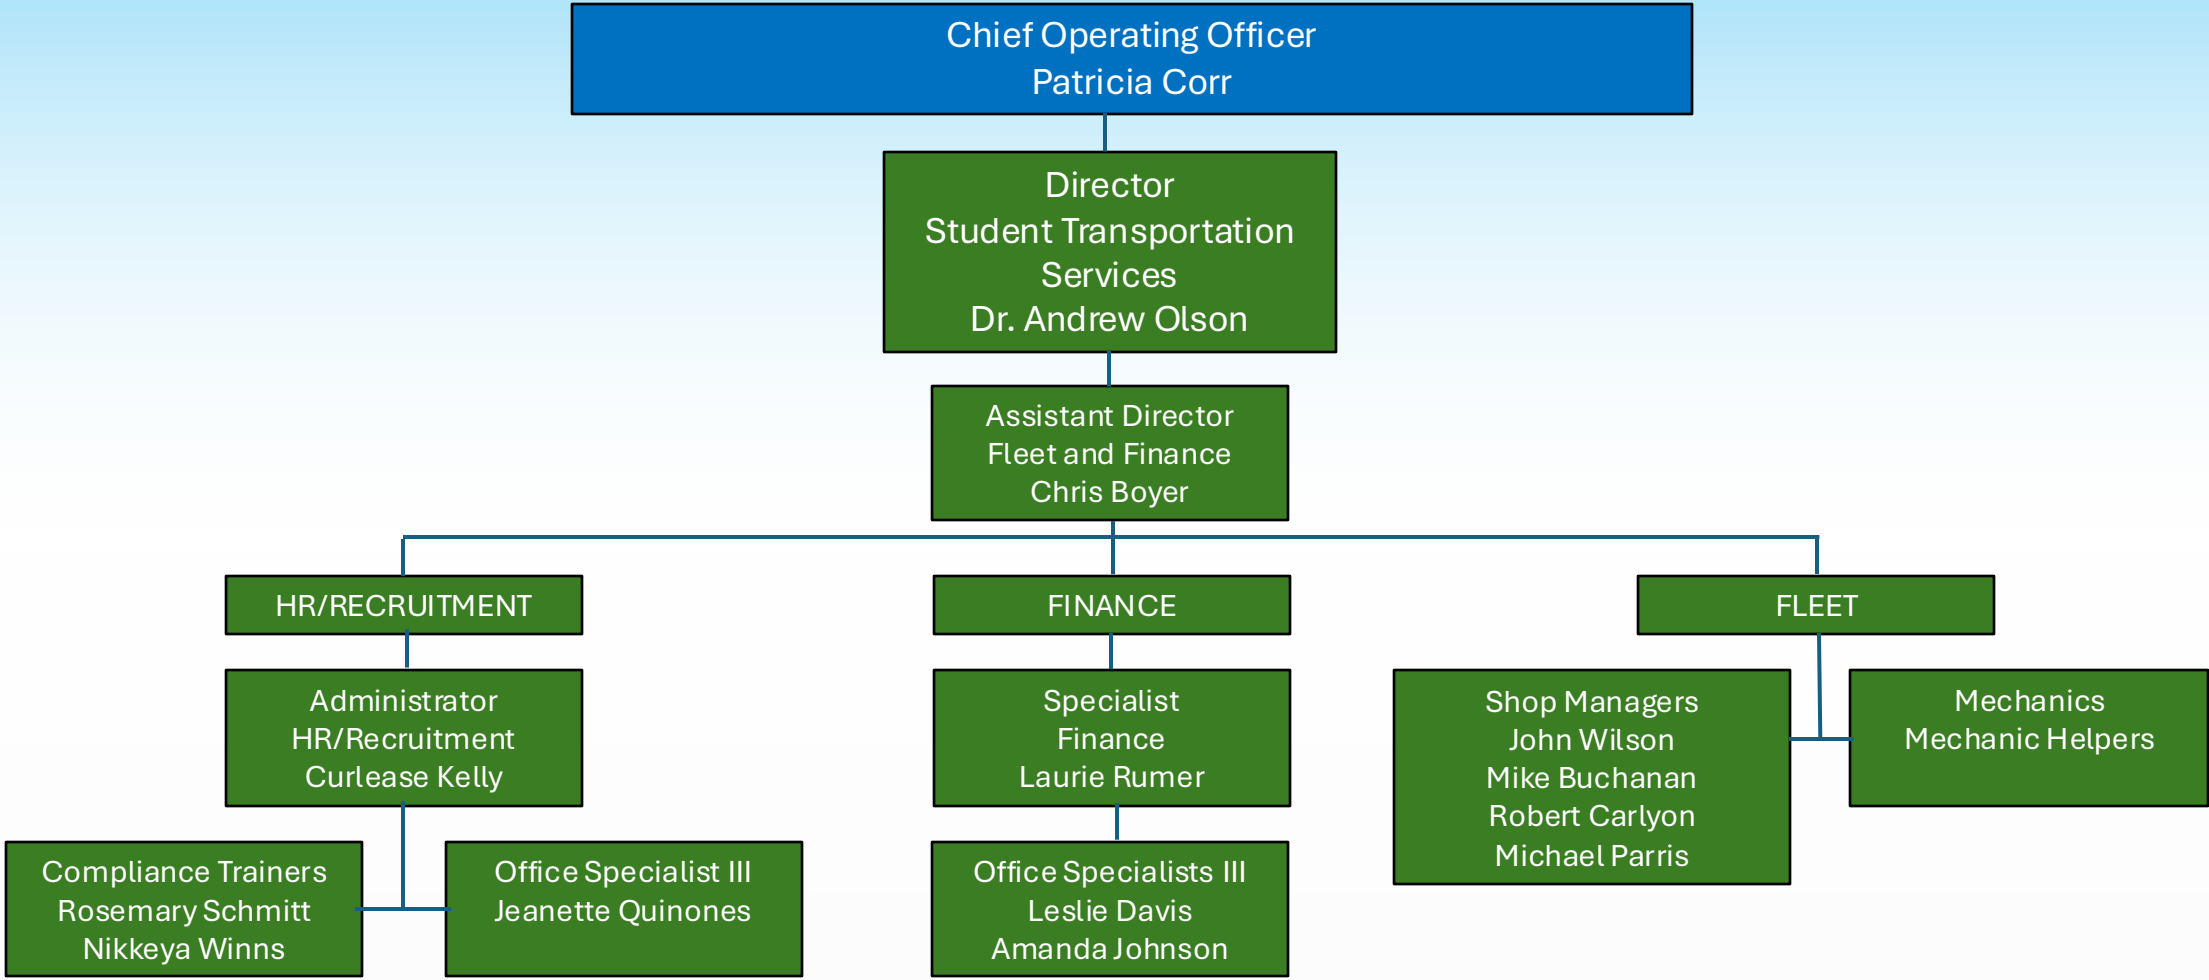 Chief Operating Officer
Patricia Corr
Director
Student Transportation
Services
Dr. Andrew Olson
Assistant Director
Fleet and Finance
Chris Boyer
HR/RECRUITMENT
FINANCE
FLEET
Administrator
HR/Recruitment
Curlease Kelly
Specialist
Finance
Laurie Rumer
Shop Managers
John Wilson
Mike Buchanan
Robert Carlyon
Michael Parris
Mechanics
Mechanic Helpers
Compliance Trainers
Rosemary Schmitt
Nikkeya Winns
Office Specialist III
Jeanette Quinones
Office Specialists III
Leslie Davis
Amanda Johnson